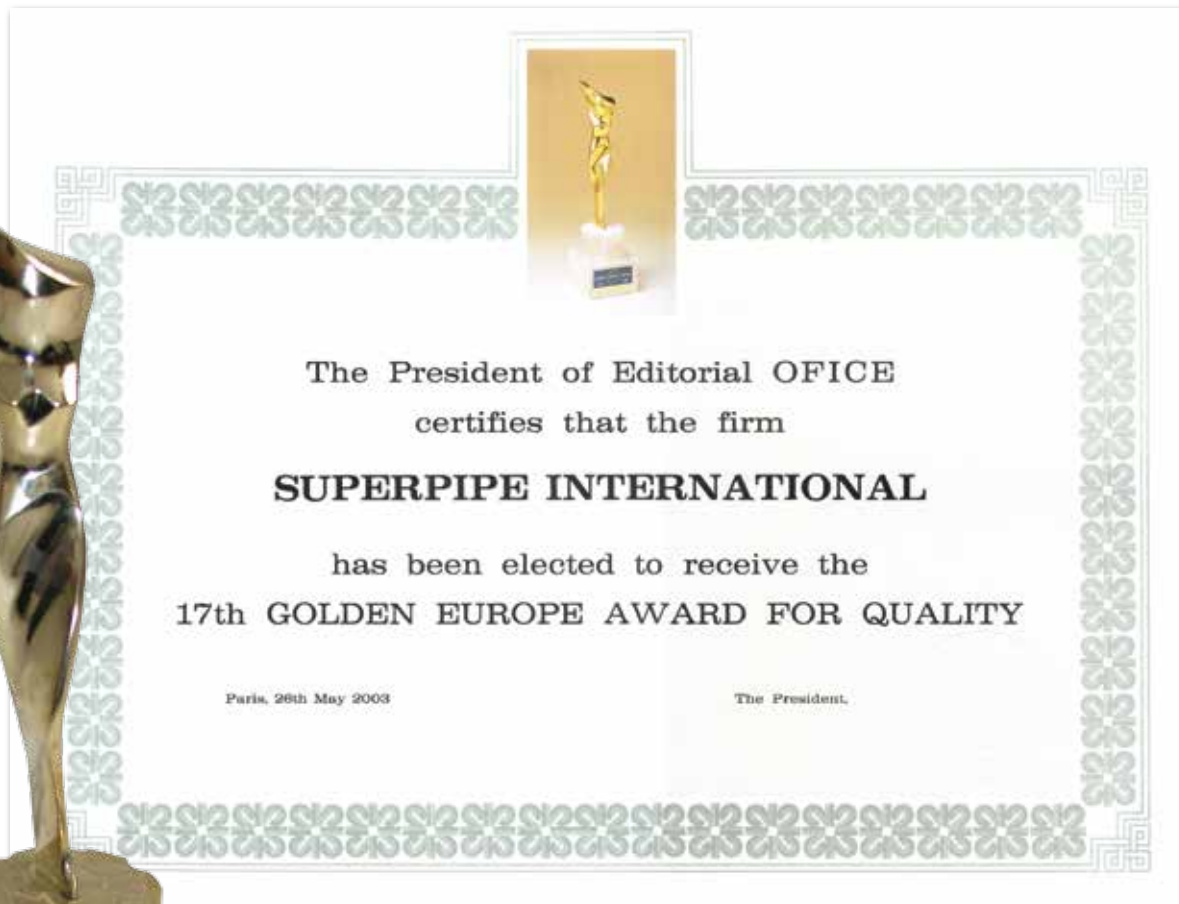 The President of Editorial OFICE
certifies that the firm
SUPERPIPE INTERNATIONAL
has been elected to receive the
17th GOLDEN EUROPE AWARD FOR QUALITY
Paris, 26th May 2003
The President,